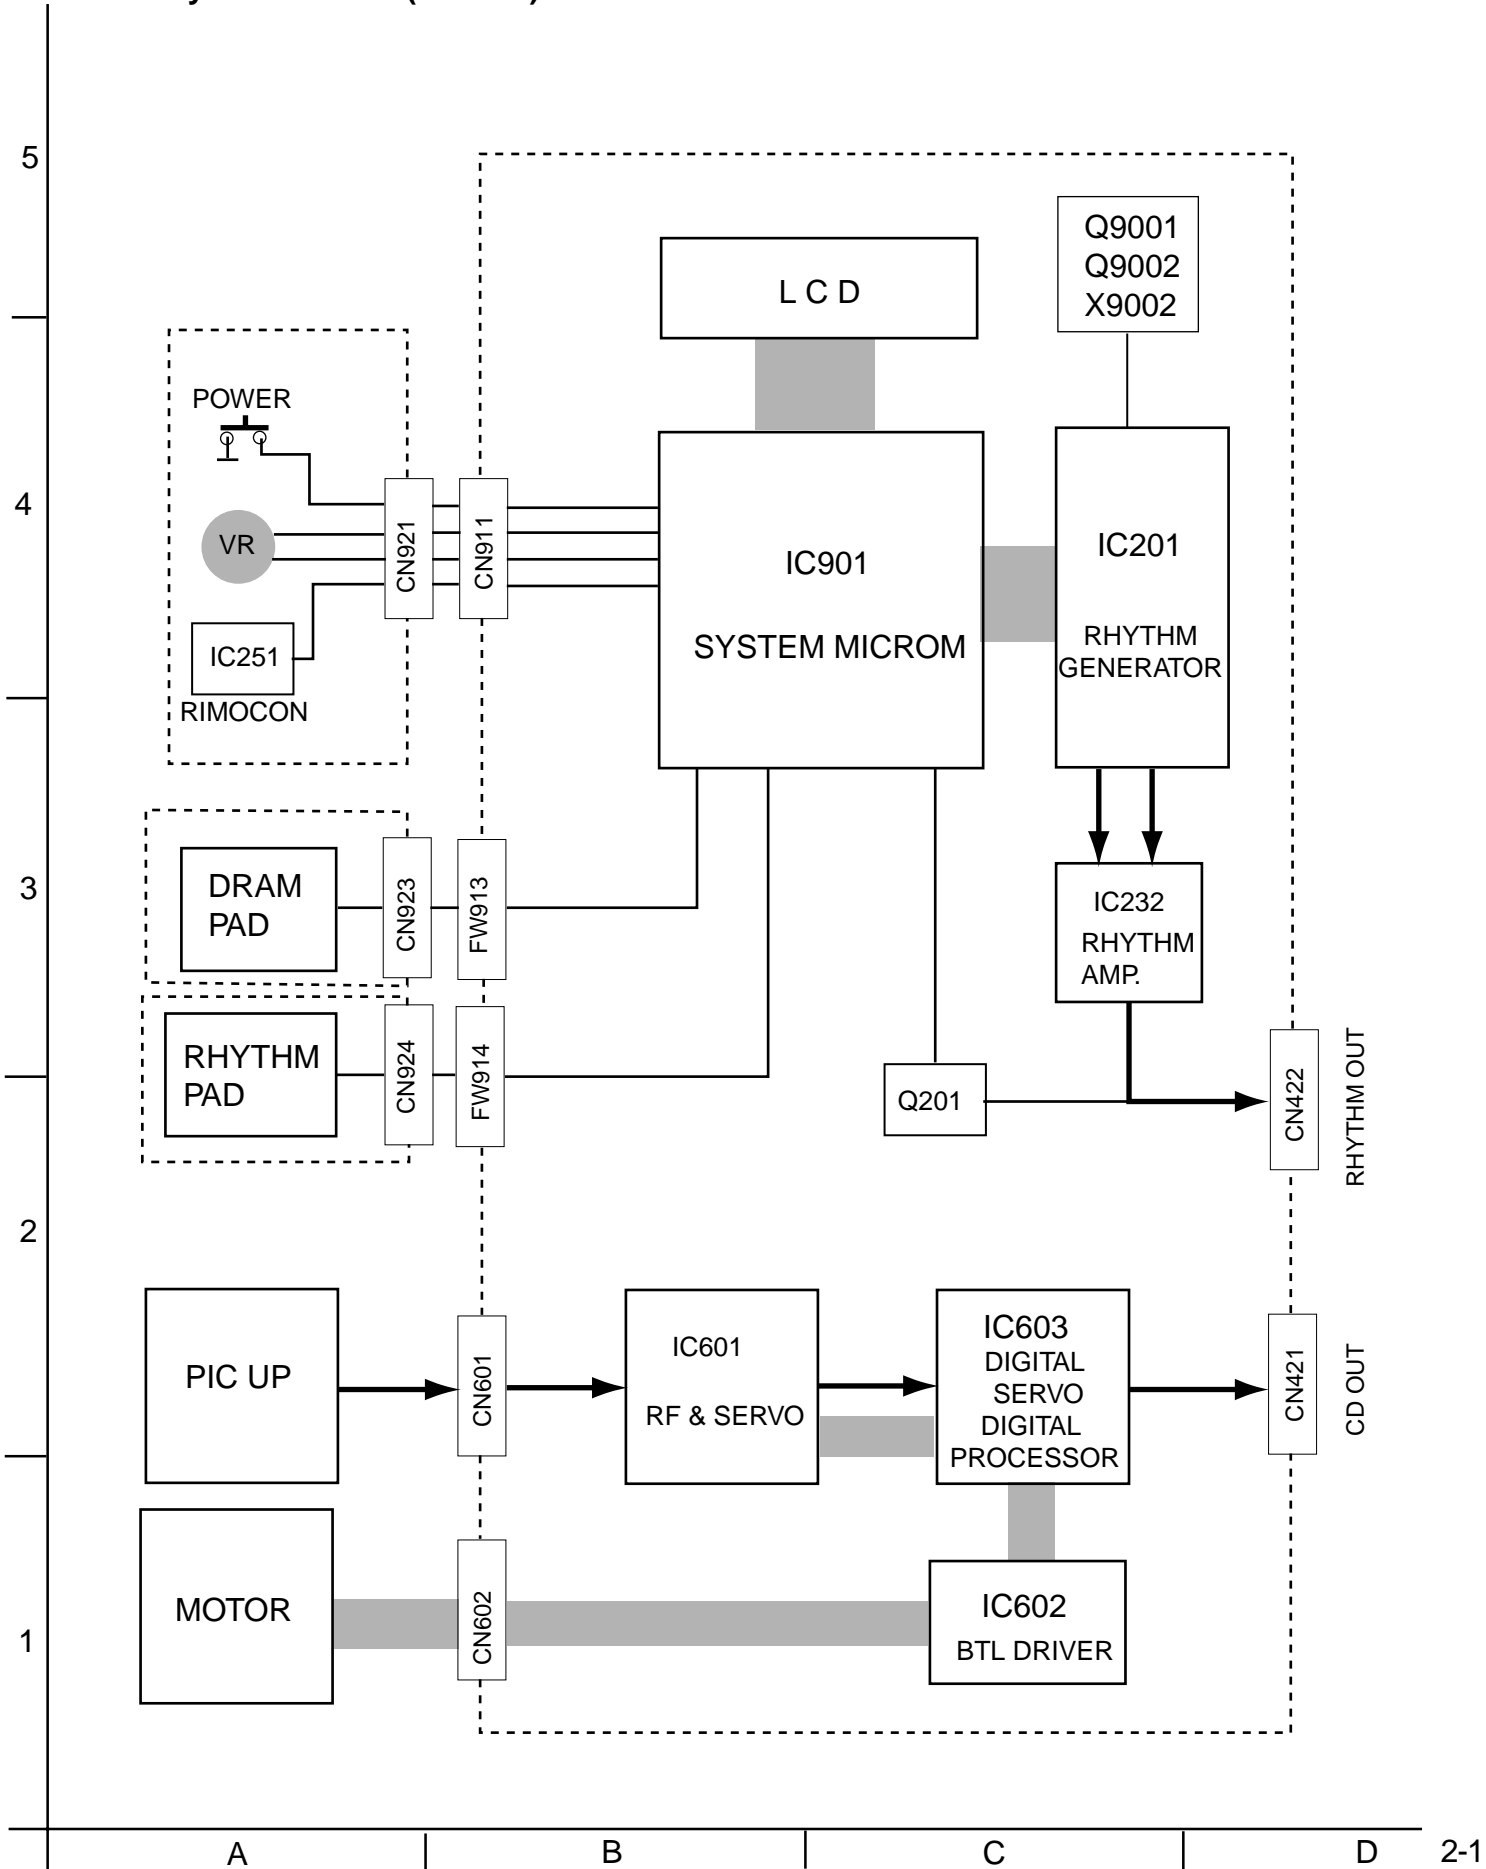 5
Q9001
Q9002
X9002
L C D
POWER
4
CN921
CN911
VR
IC901
IC201
SYSTEM MICROM
RHYTHM
GENERATOR
IC251
RIMOCON
3
DRAM
PAD
CN923
FW913
IC232
RHYTHM
AMP.
RHYTHM
PAD
CN924
FW914
Q201
CN422
RHYTHM OUT
2
PIC UP
CN601
IC601
RF & SERVO
IC603
DIGITAL
SERVO
DIGITAL
PROCESSOR
CN421
CD OUT
1
MOTOR
CN602
IC602
BTL DRIVER
A
B
C
D
2-1